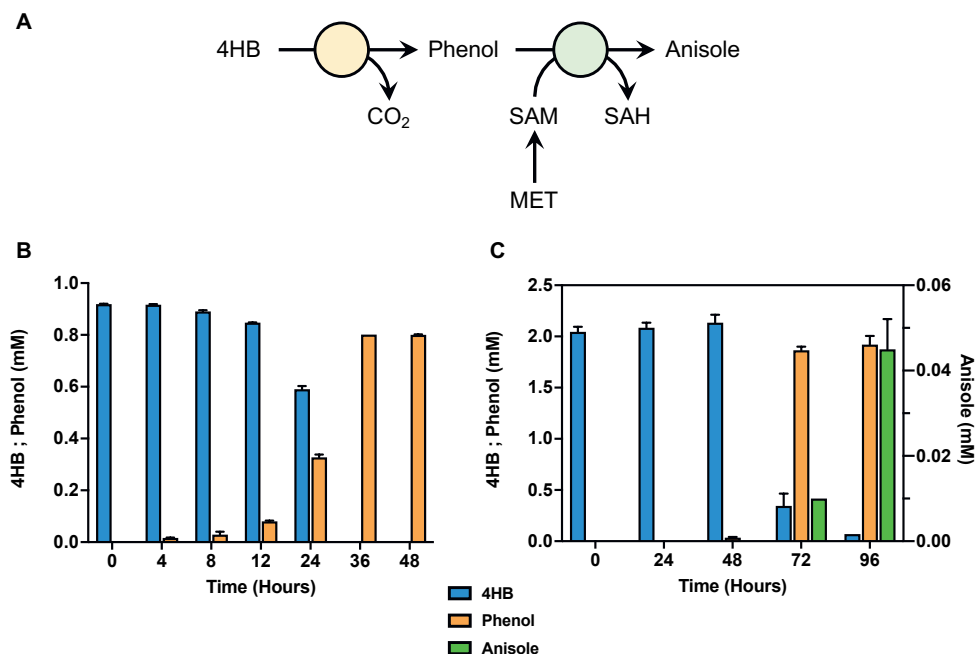 A
4HB Phenol Anisole
CO2 SAM SAH
MET
B
4HB ; Phenol (mM)
1.0
0.8
0.6
0.4
0.2
0.0
0 4 8 12 24 36 48
Time (Hours)
C
4HB ; Phenol (mM)
2.5
2.0
1.5
1.0
0.5
0.0
0 24 48 72 96
Time (Hours)
0.06
0.04
0.02
0.00
Anisole (mM)
4HB
Phenol
Anisole